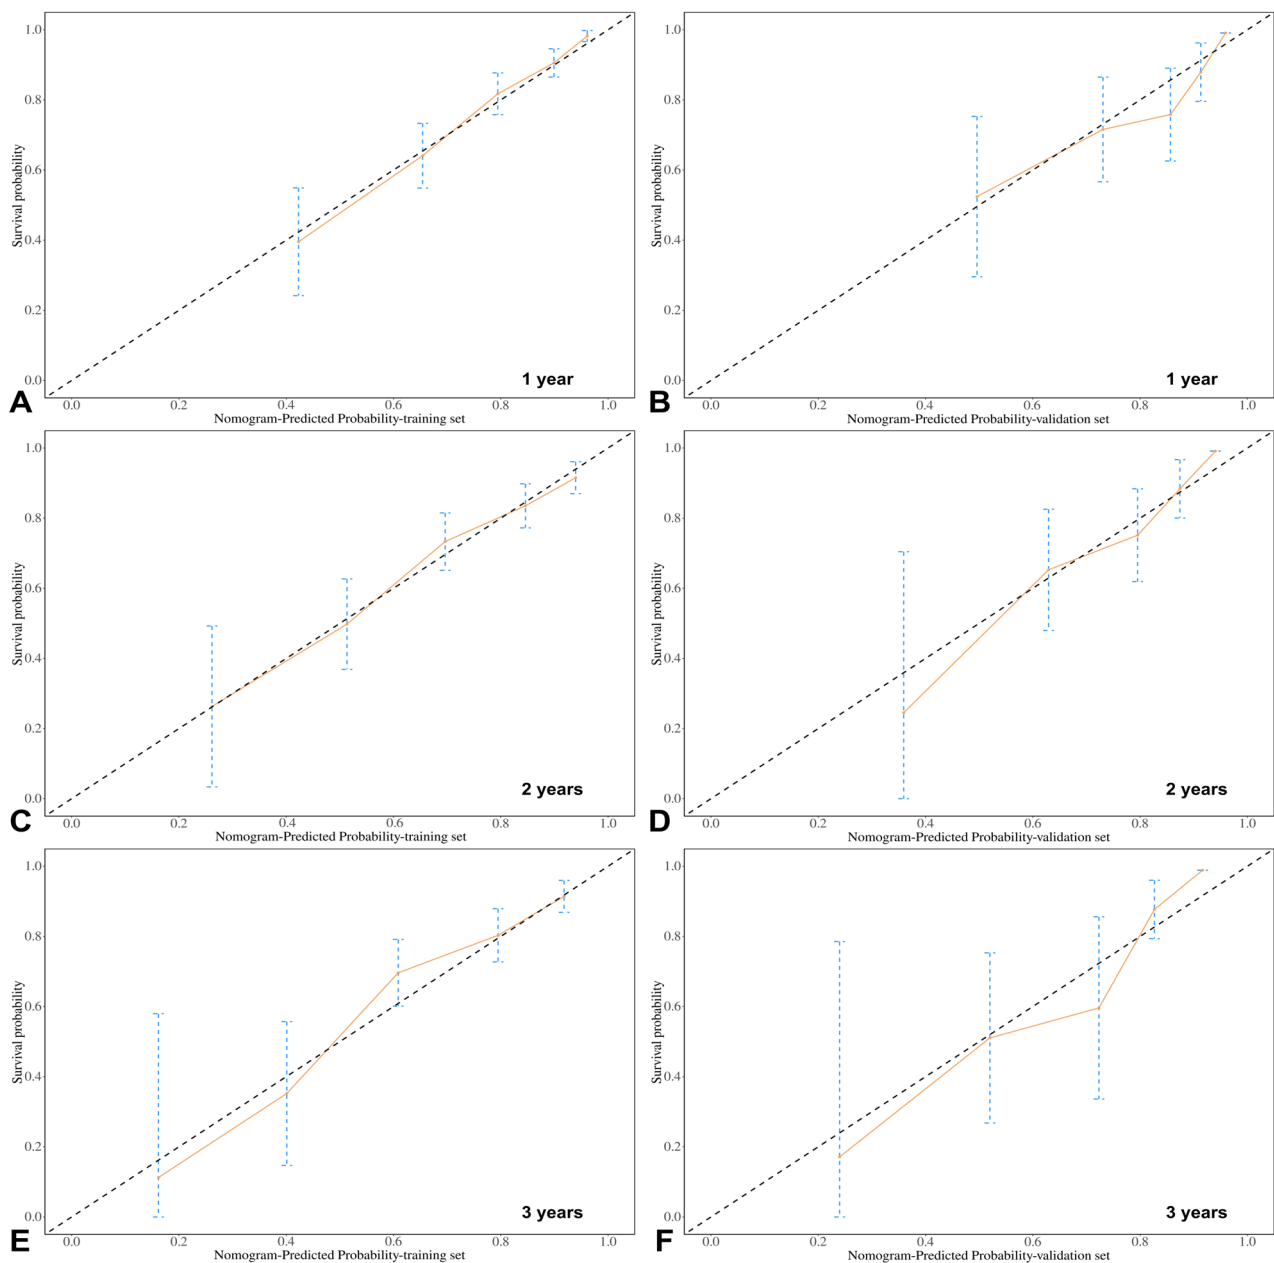 1.0
0.8
0.6
0.4
0.2
0.0
Survival probability
1 year
A
0.0 0.2 0.4 0.6 0.8 1.0
Nomogram-Predicted Probability-training set
1.0
0.8
0.6
0.4
0.2
0.0
Survival probability
1 year
B
0.0 0.2 0.4 0.6 0.8 1.0
Nomogram-Predicted Probability-validation set
1.0
0.8
0.6
0.4
0.2
0.0
Survival probability
2 years
C
0.0 0.2 0.4 0.6 0.8 1.0
Nomogram-Predicted Probability-training set
1.0
0.8
0.6
0.4
0.2
0.0
Survival probability
2 years
D
0.0 0.2 0.4 0.6 0.8 1.0
Nomogram-Predicted Probability-validation set
1.0
0.8
0.6
0.4
0.2
0.0
Survival probability
3 years
E
0.0 0.2 0.4 0.6 0.8 1.0
Nomogram-Predicted Probability-training set
1.0
0.8
0.6
0.4
0.2
0.0
Survival probability
3 years
F
0.0 0.2 0.4 0.6 0.8 1.0
Nomogram-Predicted Probability-validation set